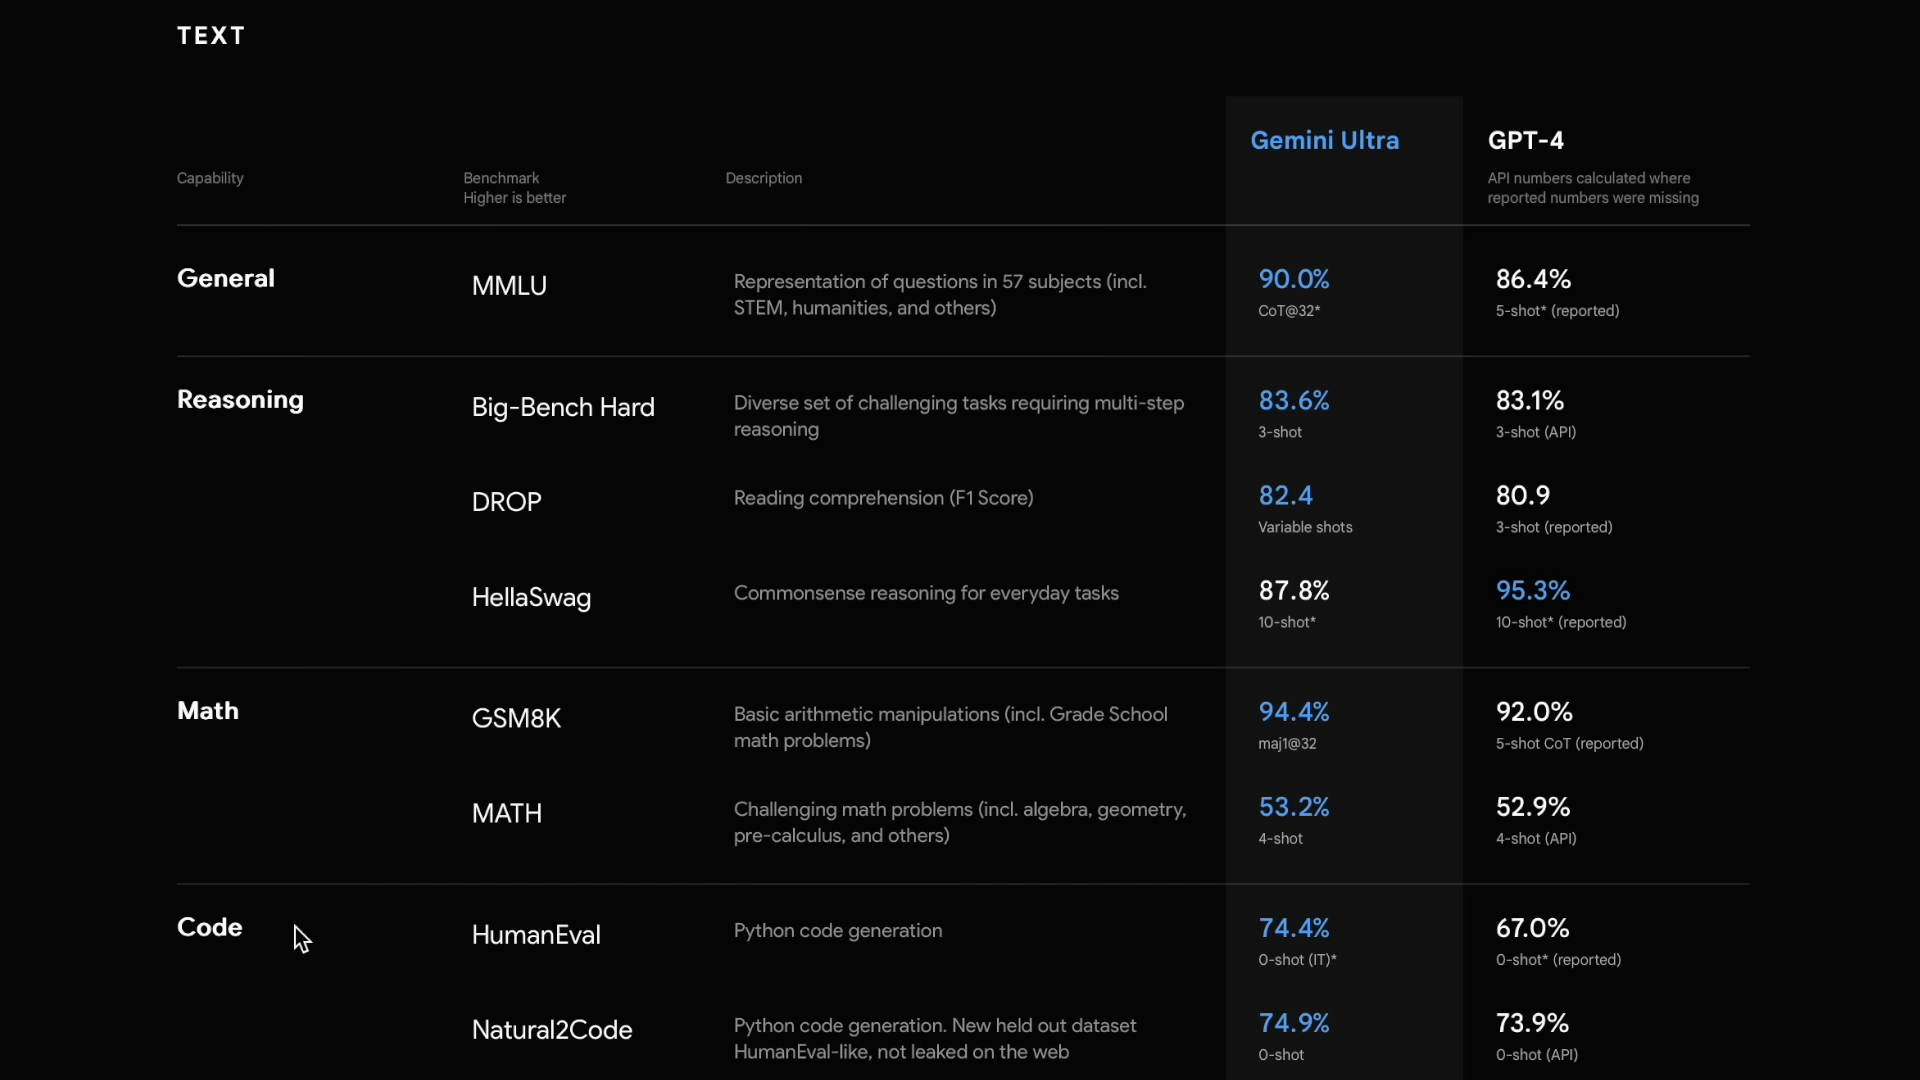 TEXT
Gemini Ultra
GPT-4
Capability
Benchmark
Higher is better
Description
API numbers calculated where
reported numbers were missing
General
MMLU
Representation of questions in 57 subjects (incl.
STEM, humanities, and others)
90.0%
CoT@32*
86.4%
5-shot* (reported)
Reasoning
Big-Bench Hard
Diverse set of challenging tasks requiring multi-step
reasoning
83.6%
3-shot
83.1%
3-shot (API)
DROP
Reading comprehension (F1 Score)
82.4
Variable shots
80.9
3-shot (reported)
HellaSwag
Commonsense reasoning for everyday tasks
87.8%
10-shot*
95.3%
10-shot* (reported)
Math
GSM8K
Basic arithmetic manipulations (incl. Grade School
math problems)
94.4%
maj1@32
92.0%
5-shot CoT (reported)
MATH
Challenging math problems (incl. algebra, geometry,
pre-calculus, and others)
53.2%
4-shot
52.9%
4-shot (API)
Code
HumanEval
Python code generation
74.4%
0-shot (IT)*
67.0%
0-shot* (reported)
Natural2Code
Python code generation. New held out dataset
HumanEval-like, not leaked on the web
74.9%
0-shot
73.9%
0-shot (API)